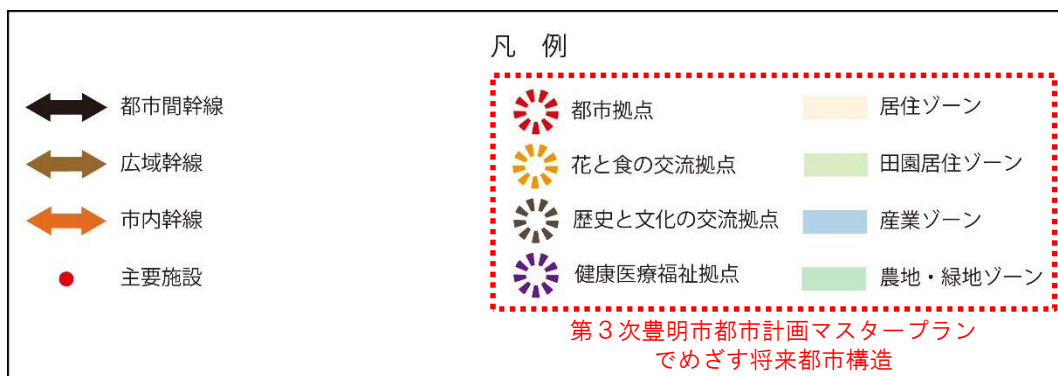 凡 例
都市間幹線
広域幹線
市内幹線
主要施設
都市拠点
花と食の交流拠点
歴史と文化の交流拠点
健康医療福祉拠点
居住ゾーン
田園居住ゾーン
産業ゾーン
農地・緑地ゾーン
第３次豊明市都市計画マスタープラン
でめざす将来都市構造